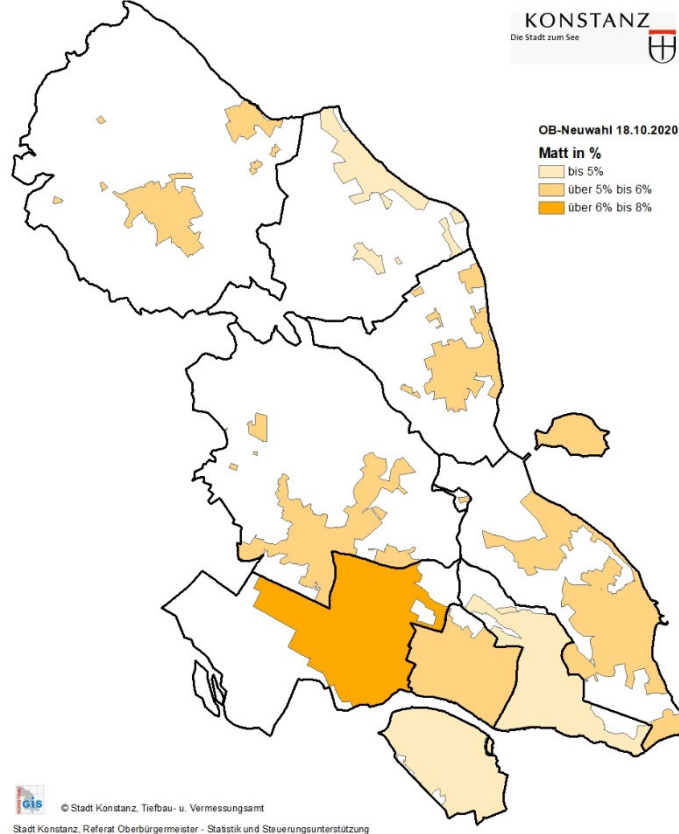 KONSTANZ
Die Stadt zum See
OB-Neuwahl 18.10.2020
Matt in %
bis 5%
über 5% bis 6%
über 6% bis 8%
KONSTANZ
GIS
© Stadt Konstanz, Tiefbau- u. Vermessungsamt
Stadt Konstanz, Referat Oberbürgermeister - Statistik und Steuerungsunterstützung